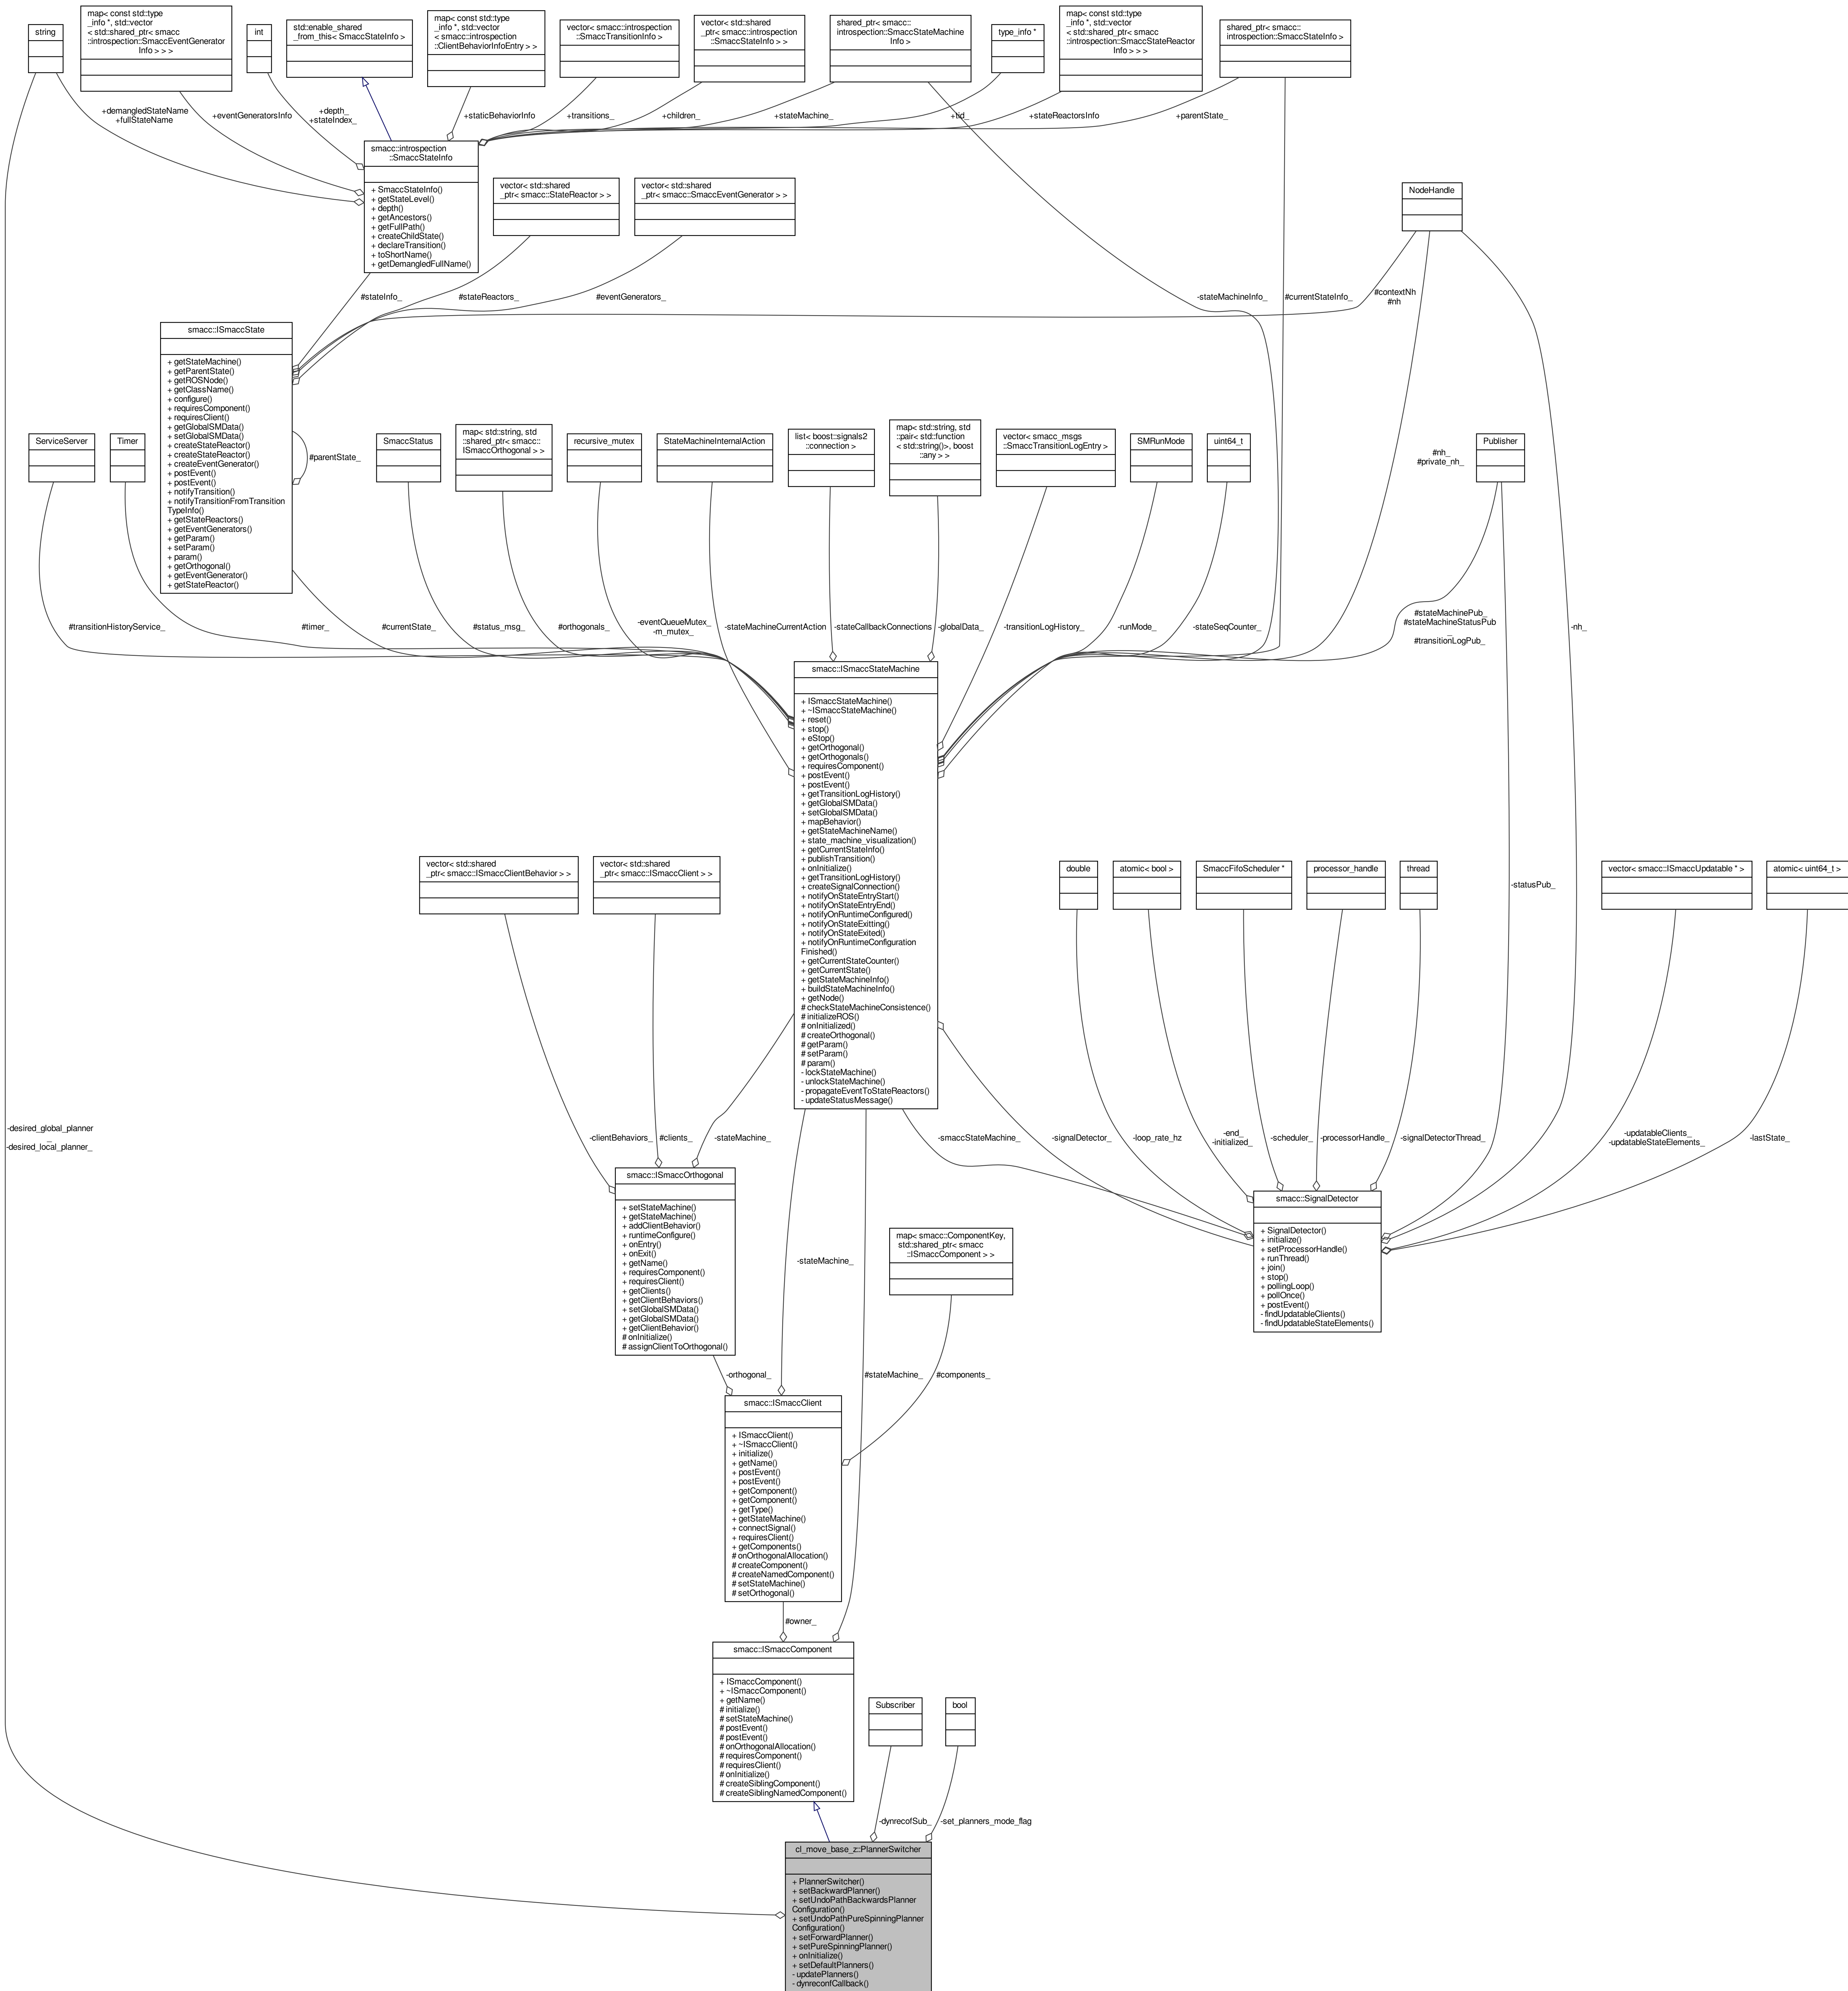 string
map< const std::type
_info *, std::vector
< std::shared_ptr< smacc
::introspection::SmaccEventGenerator
Info > > >
int
std::enable_shared
_from_this< SmaccStateInfo >
map< const std::type
_info *, std::vector
< smacc::introspection
::ClientBehaviorInfoEntry > >
vector< smacc::introspection
::SmaccTransitionInfo >
vector< std::shared
_ptr< smacc::introspection
::SmaccStateInfo > >
shared_ptr< smacc::
introspection::SmaccStateMachine
Info >
type_info *
map< const std::type
_info *, std::vector
< std::shared_ptr< smacc
::introspection::SmaccStateReactor
Info > > >
shared_ptr< smacc::
introspection::SmaccStateInfo >
+demangledStateName
+fullStateName
+eventGeneratorsInfo
+depth_
+stateIndex_
+staticBehaviorInfo
+transitions_
+children_
+stateMachine_
+tid_
+stateReactorsInfo
+parentState_
smacc::introspection
::SmaccStateInfo
+ SmaccStateInfo()
+ getStateLevel()
+ depth()
+ getAncestors()
+ getFullPath()
+ createChildState()
+ declareTransition()
+ toShortName()
+ getDemangledFullName()
vector< std::shared
_ptr< smacc::StateReactor > >
vector< std::shared
_ptr< smacc::SmaccEventGenerator > >
NodeHandle
#stateInfo_
#stateReactors_
#eventGenerators_
-stateMachineInfo_
#currentStateInfo_
#contextNh
#nh
smacc::ISmaccState
+ getStateMachine()
+ getParentState()
+ getROSNode()
+ getClassName()
+ configure()
+ requiresComponent()
+ requiresClient()
+ getGlobalSMData()
+ setGlobalSMData()
+ createStateReactor()
+ createStateReactor()
+ createEventGenerator()
+ postEvent()
+ postEvent()
+ notifyTransition()
+ notifyTransitionFromTransition
TypeInfo()
+ getStateReactors()
+ getEventGenerators()
+ getParam()
+ setParam()
+ param()
+ getOrthogonal()
+ getEventGenerator()
+ getStateReactor()
#parentState_
ServiceServer
Timer
SmaccStatus
map< std::string, std
::shared_ptr< smacc::
ISmaccOrthogonal > >
recursive_mutex
StateMachineInternalAction
list< boost::signals2
::connection >
map< std::string, std
::pair< std::function
< std::string()>, boost
::any > >
vector< smacc_msgs
::SmaccTransitionLogEntry >
SMRunMode
uint64_t
#nh_
#private_nh_
Publisher
#transitionHistoryService_
#timer_
#currentState_
#status_msg_
#orthogonals_
-eventQueueMutex_
-m_mutex_
-stateMachineCurrentAction
-stateCallbackConnections
-globalData_
-transitionLogHistory_
-runMode_
-stateSeqCounter_
#stateMachinePub_
#stateMachineStatusPub
_
#transitionLogPub_
-nh_
smacc::ISmaccStateMachine
+ ISmaccStateMachine()
+ ~ISmaccStateMachine()
+ reset()
+ stop()
+ eStop()
+ getOrthogonal()
+ getOrthogonals()
+ requiresComponent()
+ postEvent()
+ postEvent()
+ getTransitionLogHistory()
+ getGlobalSMData()
+ setGlobalSMData()
+ mapBehavior()
+ getStateMachineName()
+ state_machine_visualization()
+ getCurrentStateInfo()
+ publishTransition()
+ onInitialize()
+ getTransitionLogHistory()
+ createSignalConnection()
+ notifyOnStateEntryStart()
+ notifyOnStateEntryEnd()
+ notifyOnRuntimeConfigured()
+ notifyOnStateExitting()
+ notifyOnStateExited()
+ notifyOnRuntimeConfiguration
Finished()
+ getCurrentStateCounter()
+ getCurrentState()
+ getStateMachineInfo()
+ buildStateMachineInfo()
+ getNode()
# checkStateMachineConsistence()
# initializeROS()
# onInitialized()
# createOrthogonal()
# getParam()
# setParam()
# param()
- lockStateMachine()
- unlockStateMachine()
- propagateEventToStateReactors()
- updateStatusMessage()
vector< std::shared
_ptr< smacc::ISmaccClientBehavior > >
vector< std::shared
_ptr< smacc::ISmaccClient > >
double
atomic< bool >
SmaccFifoScheduler *
processor_handle
thread
-statusPub_
vector< smacc::ISmaccUpdatable * >
atomic< uint64_t >
-desired_global_planner
_
-desired_local_planner_
-clientBehaviors_
#clients_
-stateMachine_
-smaccStateMachine_
-signalDetector_
-loop_rate_hz
-end_
-initialized_
-scheduler_
-processorHandle_
-signalDetectorThread_
-updatableClients_
-updatableStateElements_
-lastState_
smacc::ISmaccOrthogonal
+ setStateMachine()
+ getStateMachine()
+ addClientBehavior()
+ runtimeConfigure()
+ onEntry()
+ onExit()
+ getName()
+ requiresComponent()
+ requiresClient()
+ getClients()
+ getClientBehaviors()
+ setGlobalSMData()
+ getGlobalSMData()
+ getClientBehavior()
# onInitialize()
# assignClientToOrthogonal()
smacc::SignalDetector
+ SignalDetector()
+ initialize()
+ setProcessorHandle()
+ runThread()
+ join()
+ stop()
+ pollingLoop()
+ pollOnce()
+ postEvent()
- findUpdatableClients()
- findUpdatableStateElements()
-stateMachine_
map< smacc::ComponentKey,
std::shared_ptr< smacc
::ISmaccComponent > >
-orthogonal_
#stateMachine_
#components_
smacc::ISmaccClient
+ ISmaccClient()
+ ~ISmaccClient()
+ initialize()
+ getName()
+ postEvent()
+ postEvent()
+ getComponent()
+ getComponent()
+ getType()
+ getStateMachine()
+ connectSignal()
+ requiresClient()
+ getComponents()
# onOrthogonalAllocation()
# createComponent()
# createNamedComponent()
# setStateMachine()
# setOrthogonal()
#owner_
smacc::ISmaccComponent
+ ISmaccComponent()
+ ~ISmaccComponent()
+ getName()
# initialize()
# setStateMachine()
# postEvent()
# postEvent()
# onOrthogonalAllocation()
# requiresComponent()
# requiresClient()
# onInitialize()
# createSiblingComponent()
# createSiblingNamedComponent()
Subscriber
bool
-dynrecofSub_
-set_planners_mode_flag
cl_move_base_z::PlannerSwitcher
+ PlannerSwitcher()
+ setBackwardPlanner()
+ setUndoPathBackwardsPlanner
Configuration()
+ setUndoPathPureSpinningPlanner
Configuration()
+ setForwardPlanner()
+ setPureSpinningPlanner()
+ onInitialize()
+ setDefaultPlanners()
- updatePlanners()
- dynreconfCallback()